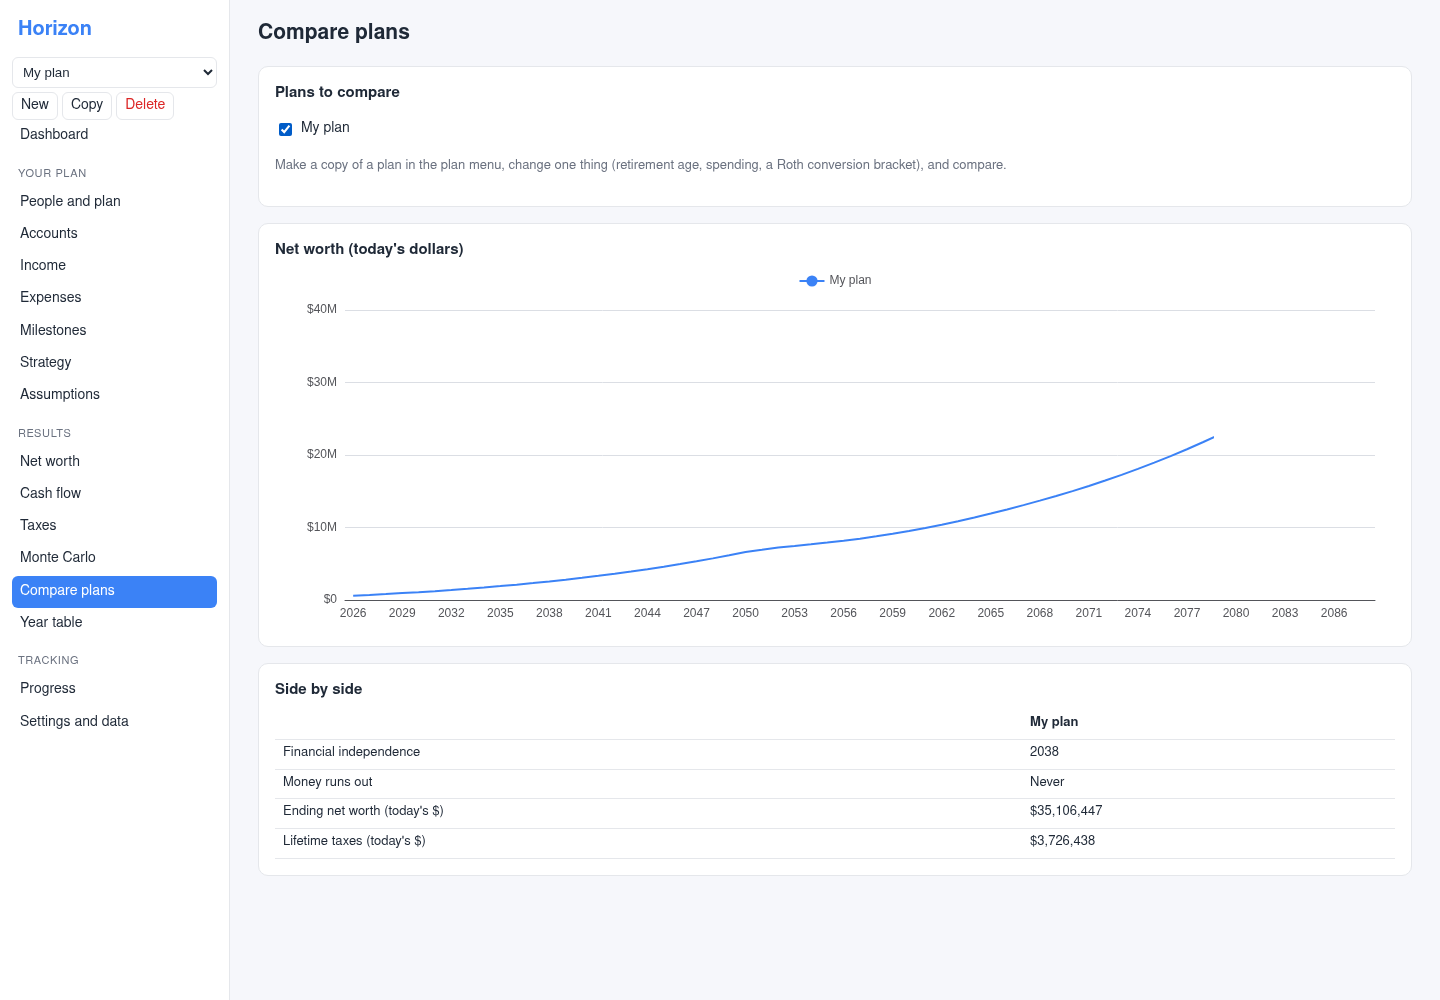 Horizon
My plan
New Copy Delete
Dashboard
YOUR PLAN
People and plan
Accounts
Income
Expenses
Milestones
Strategy
Assumptions
RESULTS
Net worth
Cash flow
Taxes
Monte Carlo
Compare plans
Year table
TRACKING
Progress
Settings and data
Compare plans
Plans to compare
My plan
Make a copy of a plan in the plan menu, change one thing (retirement age, spending, a Roth conversion bracket), and compare.
Net worth (today's dollars)
My plan
$40M
$30M
$20M
$10M
$0
2026 2029 2032 2035 2038 2041 2044 2047 2050 2053 2056 2059 2062 2065 2068 2071 2074 2077 2080 2083 2086
Side by side
My plan
Financial independence 2038
Money runs out Never
Ending net worth (today's $) $35,106,447
Lifetime taxes (today's $) $3,726,438